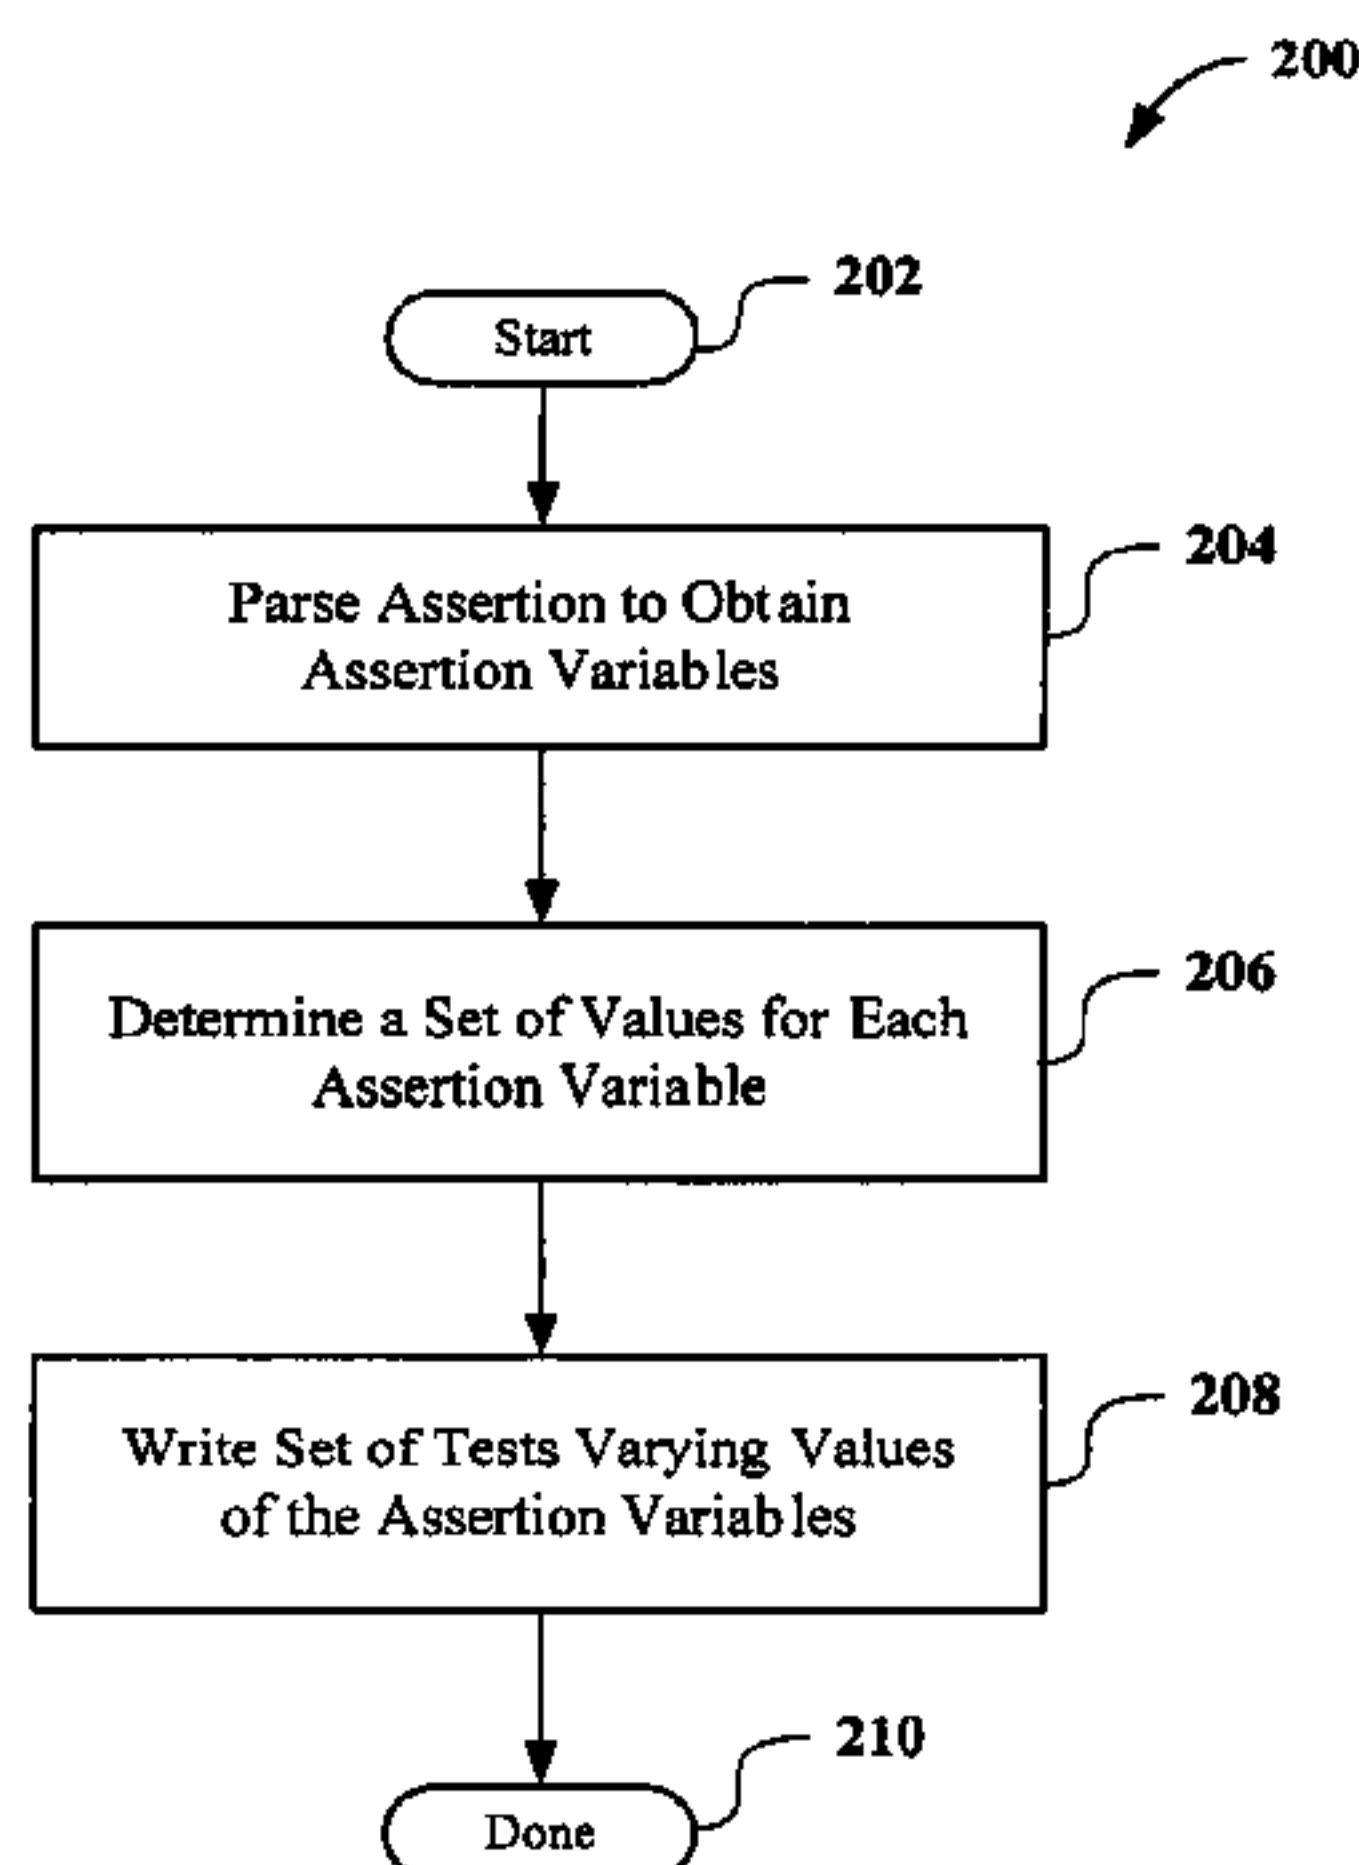 200
202
Start
204
Parse Assertion to Obtain
Assertion Variables
206
Determine a Set of Values for Each
Assertion Variable
208
Write Set of Tests Varying Values
of the Assertion Variables
210
Done